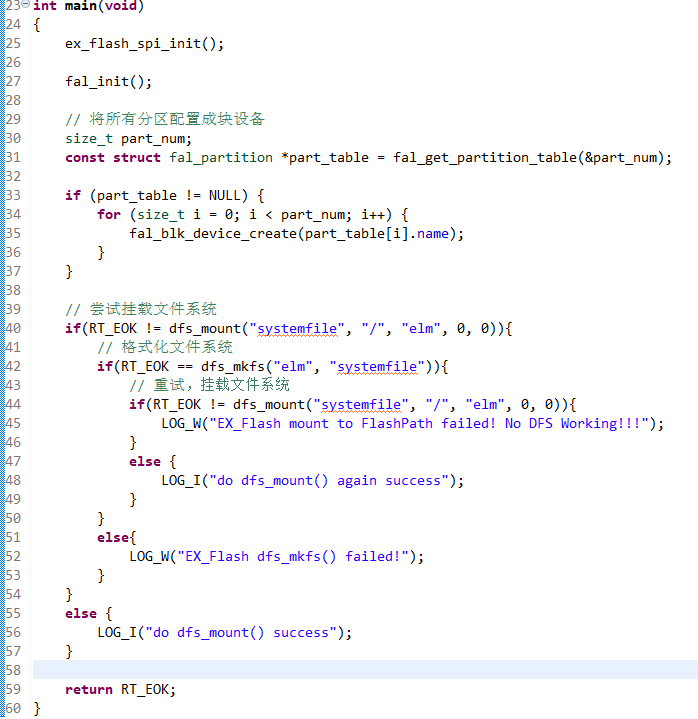 23 int main(void)
24 {
25     ex_flash_spi_init();
26
27     fal_init();
28
29     // 将所有分区配置成块设备
30     size_t part_num;
31     const struct fal_partition *part_table = fal_get_partition_table(&part_num);
32
33     if (part_table != NULL) {
34         for (size_t i = 0; i < part_num; i++) {
35             fal_blk_device_create(part_table[i].name);
36         }
37     }
38
39     // 尝试挂载文件系统
40     if(RT_EOK != dfs_mount("systemfile", "/", "elm", 0, 0)){
41         // 格式化文件系统
42         if(RT_EOK == dfs_mkfs("elm", "systemfile")){
43             // 重试，挂载文件系统
44             if(RT_EOK != dfs_mount("systemfile", "/", "elm", 0, 0)){
45                 LOG_W("EX_Flash mount to FlashPath failed! No DFS Working!!!");
46             }
47             else {
48                 LOG_I("do dfs_mount() again success");
49             }
50         }
51         else{
52             LOG_W("EX_Flash dfs_mkfs() failed!");
53         }
54     }
55     else {
56         LOG_I("do dfs_mount() success");
57     }
58
59     return RT_EOK;
60 }